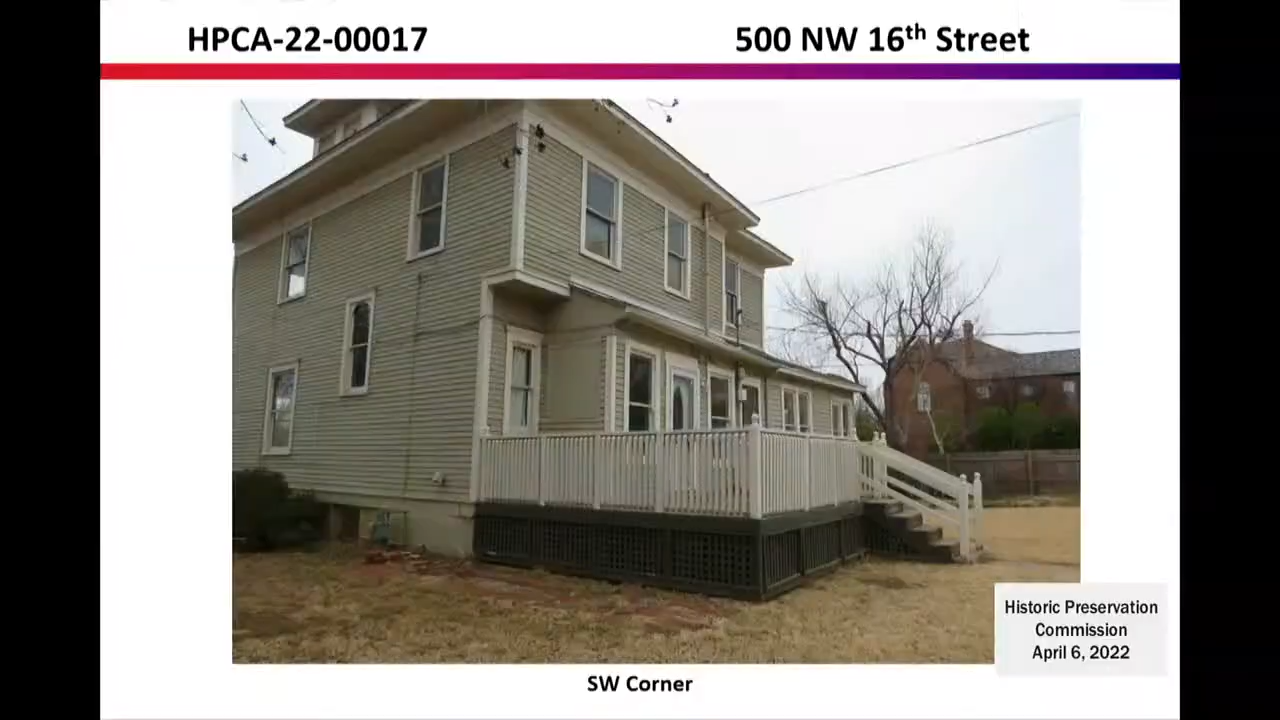 HPCA-22-00017
500 NW 16th Street
Historic Preservation
Commission
April 6, 2022
SW Corner